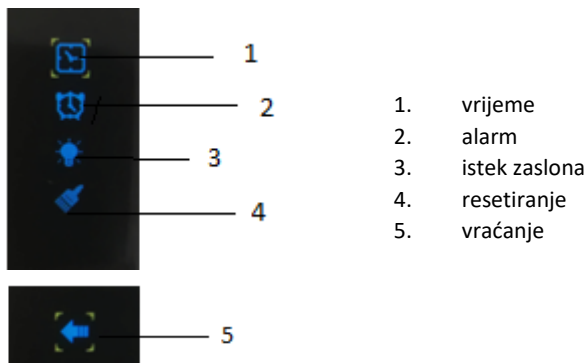 1
2
3
4
5
1. vrijeme
2. alarm
3. istek zaslona
4. resetiranje
5. vraćanje